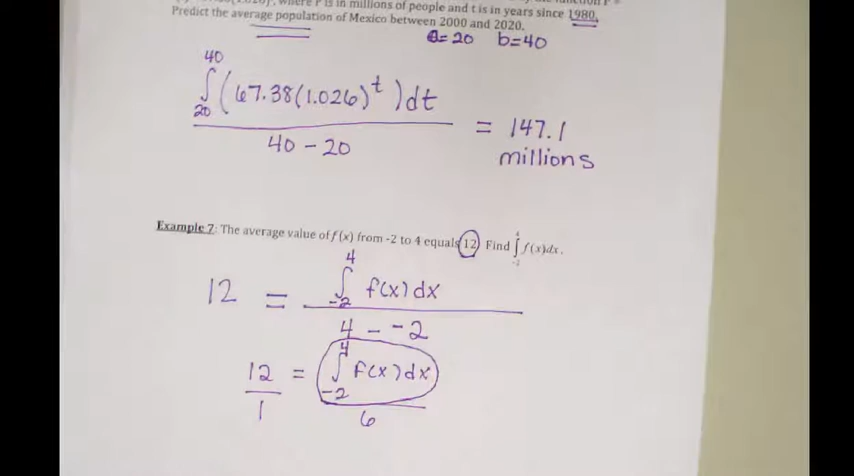 where P is in millions of people and t is in years since 1980.
Predict the average population of Mexico between 2000 and 2020.
a=20 b=40
40
∫ (67.38(1.026)^t) dt
20
40 - 20
= 147.1
millions
Example 7: The average value of f(x) from -2 to 4 equals 12. Find ∫ f(x)dx.
4
12 = ∫ f(x) dx
-2
4 - -2
4
12 = ∫ f(x) dx
-2
1 6